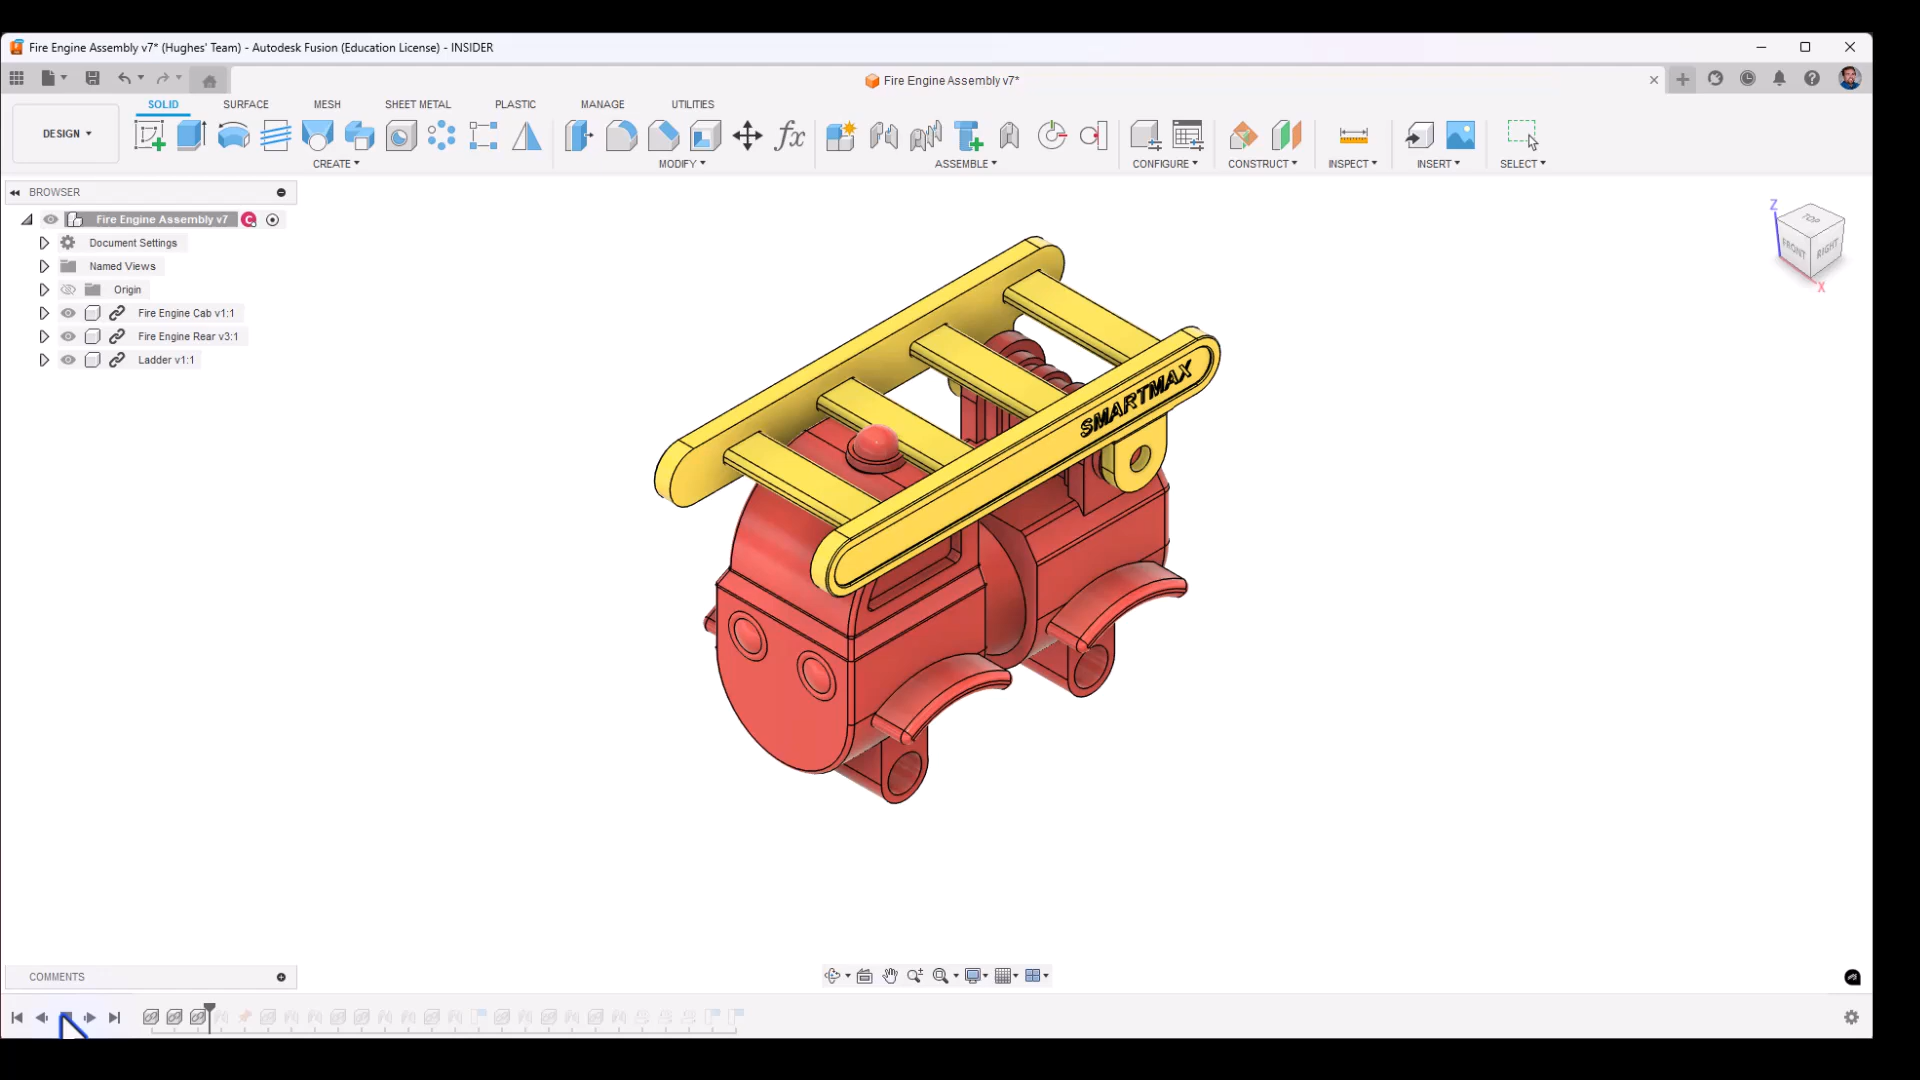 Fire Engine Assembly v7* (Hughes' Team) - Autodesk Fusion (Education License) - INSIDER
Fire Engine Assembly v7*
SOLID SURFACE MESH SHEET METAL PLASTIC MANAGE UTILITIES
DESIGN
CREATE MODIFY ASSEMBLE CONFIGURE CONSTRUCT INSPECT INSERT SELECT
BROWSER
Fire Engine Assembly v7
Document Settings
Named Views
Origin
Fire Engine Cab v1:1
Fire Engine Rear v3:1
Ladder v1:1
SMARTMAX
Z
TOP
FRONT
RIGHT
X
COMMENTS